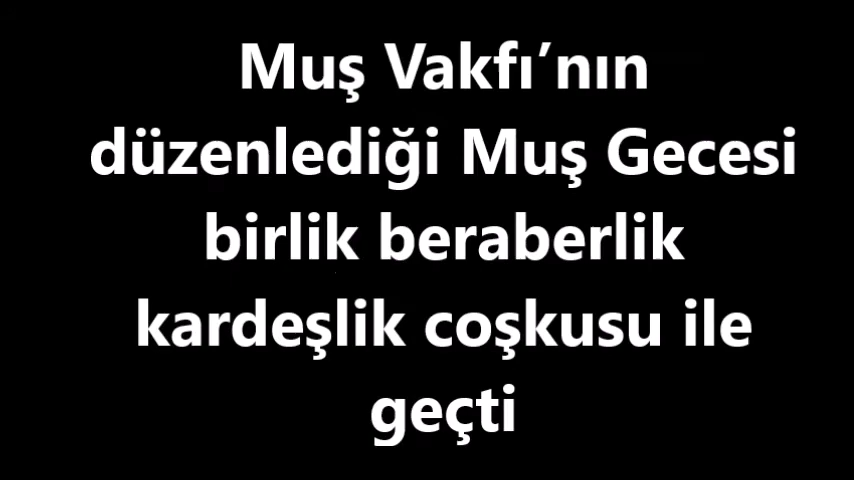 Muş Vakfı’nın
düzenlediği Muş Gecesi
birlik beraberlik
kardeşlik coşkusu ile
geçti